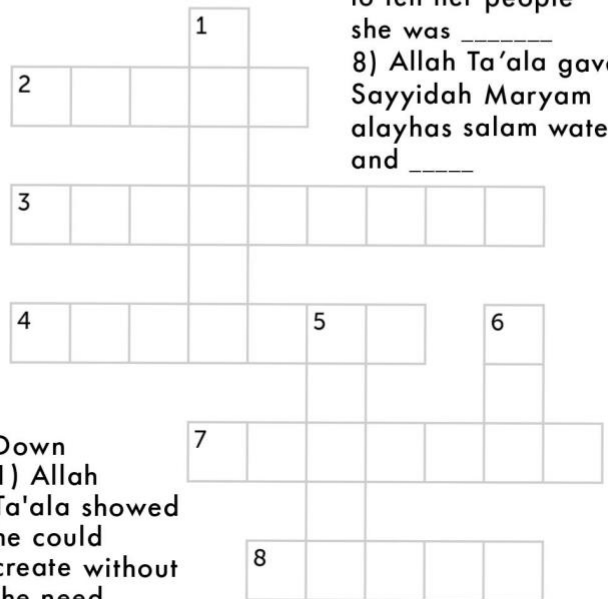 she was _______
8) Allah Ta'ala gave
Sayyidah Maryam
alayhas salam
and _____
1
2
3
4
5
6
7
8
Down
1) Allah
Ta'ala showed
he could
create without